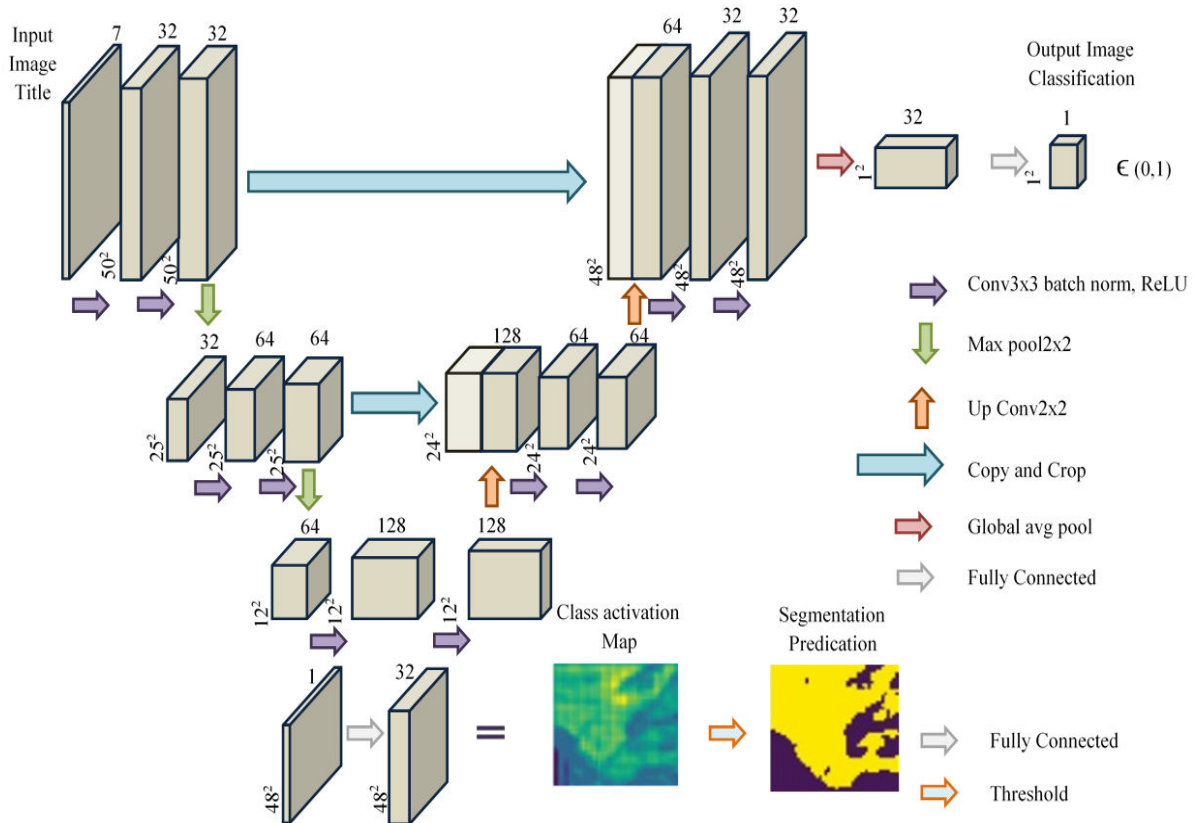 Input
Image
Title
7 32 32
50² 50²
64 32 32
48² 48² 48²
Output Image
Classification
32
1²
1
1²
ϵ (0,1)
Conv3x3 batch norm, ReLU
Max pool2x2
Up Conv2x2
Copy and Crop
Global avg pool
Fully Connected
32 64 64
25² 25² 25²
128 64 64
24² 24² 24²
64 128 128
12² 12² 12²
1 32
48² 48²
=
Class activation
Map
Segmentation
Predication
Fully Connected
Threshold